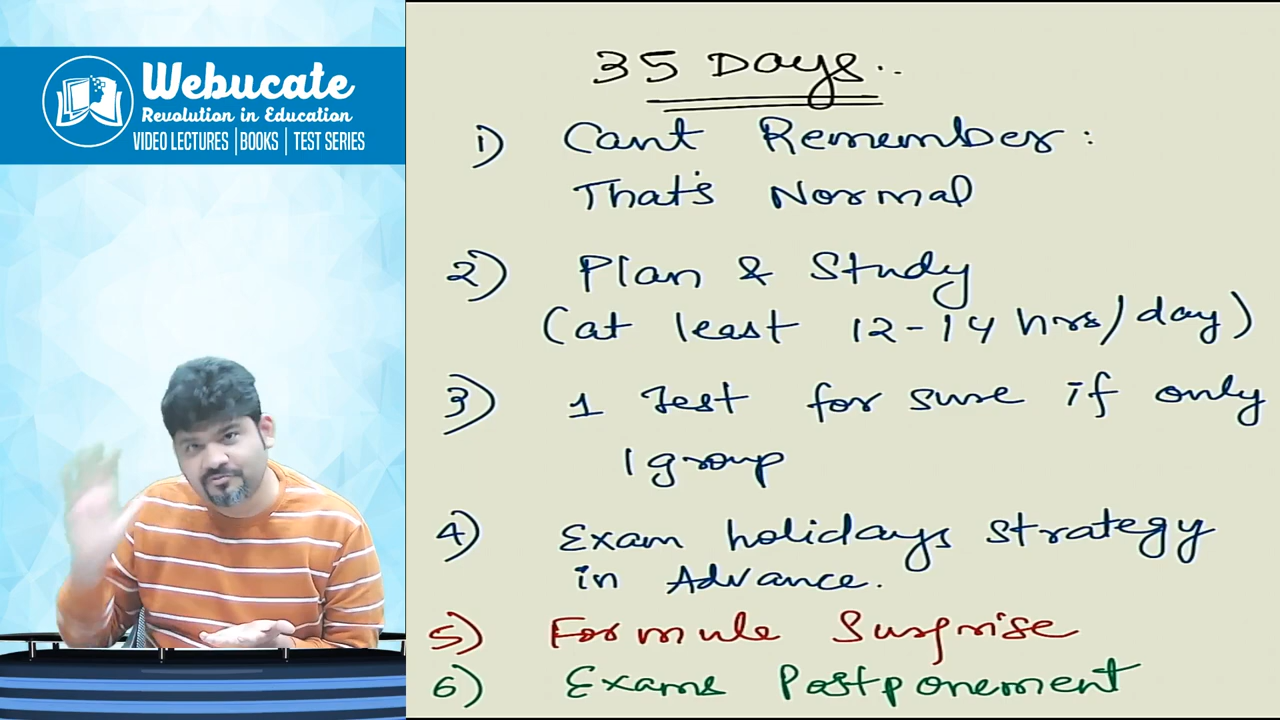 Webucate
Revolution in Education
VIDEO LECTURES | BOOKS | TEST SERIES
35 Days..
1) Cant Remember:
That's Normal
2) Plan & Study
(at least 12-14 hrs/day)
3) 1 Test for sure if only
1 group
4) Exam holidays strategy
in Advance.
5) Formule Surprise
6) Exams Postponement